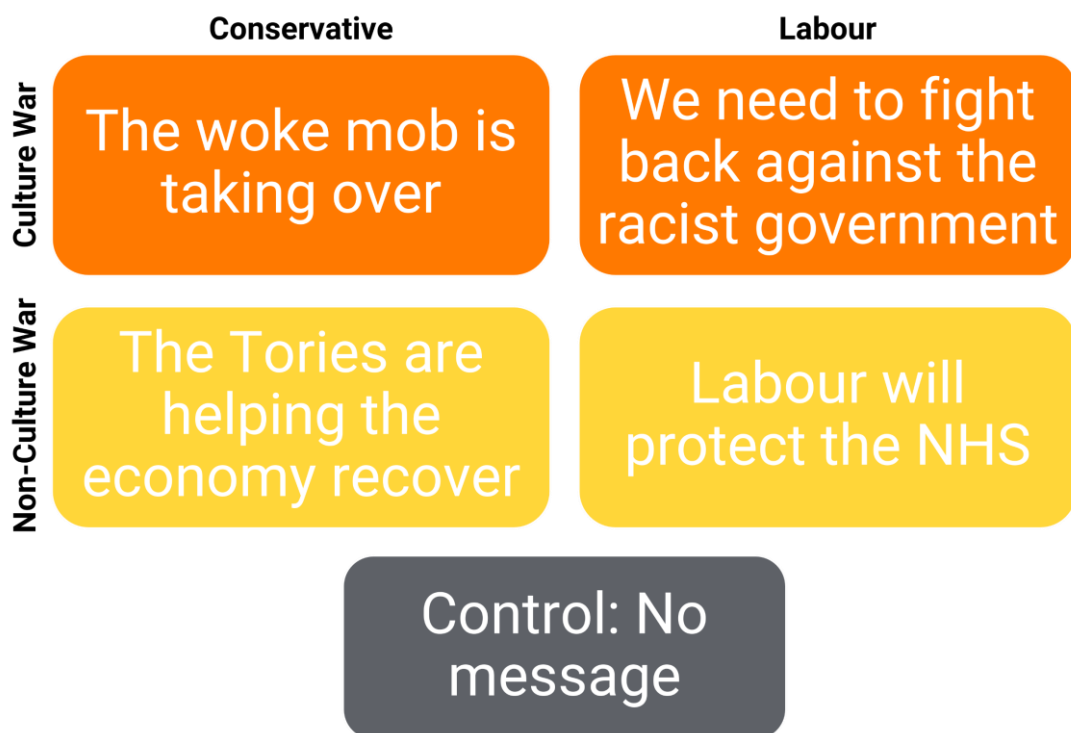 Conservative
Labour
Culture War
The woke mob is
taking over
We need to fight
back against the
racist government
Non-Culture War
The Tories are
helping the
economy recover
Labour will
protect the NHS
Control: No
message